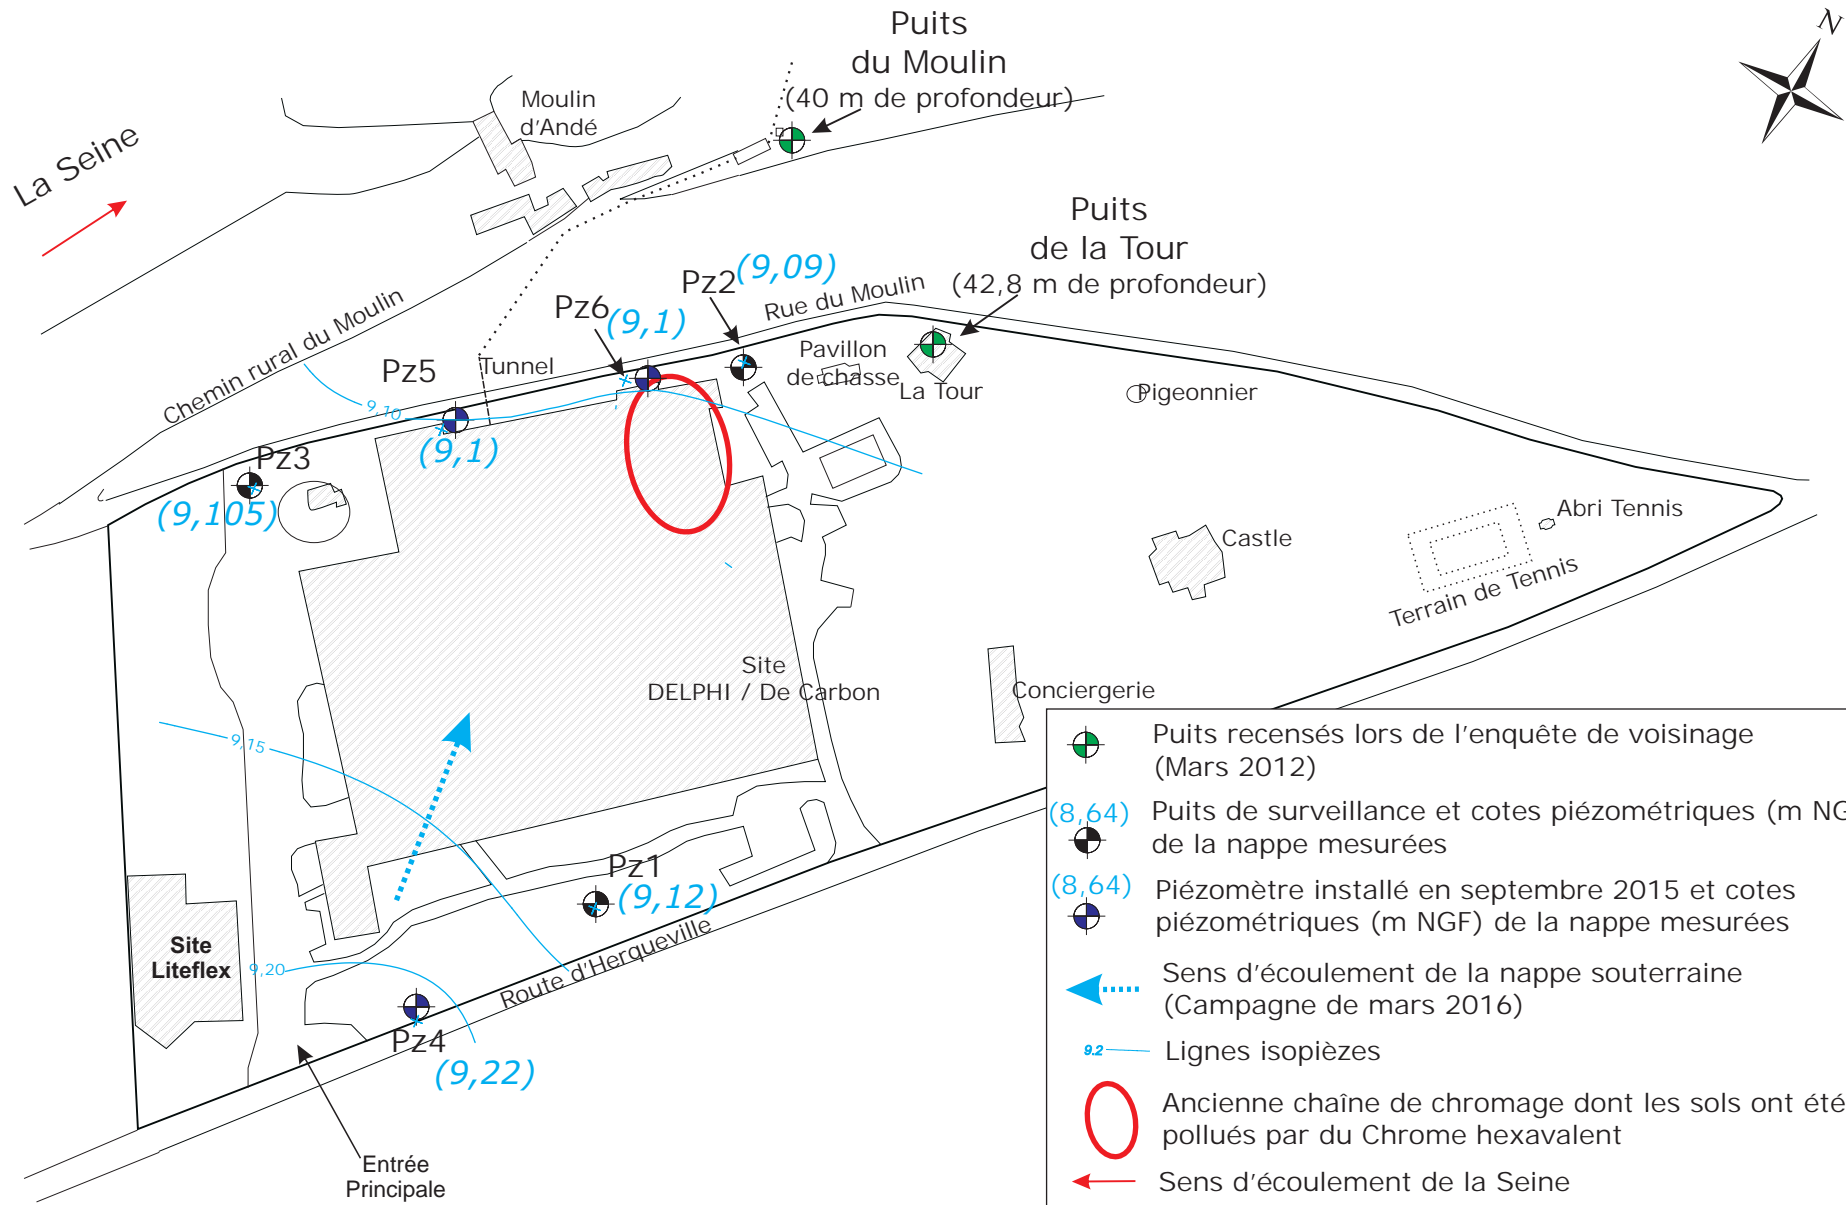 Puits
du Moulin
(40 m de profondeur)
N
Moulin
d'Andé
La Seine
Puits
de la Tour
(42,8 m de profondeur)
Pz2
(9,09)
Rue du Moulin
Pz6
(9,1)
Chemin rural du Moulin
Pz5
Tunnel
Pavillon
de chasse
La Tour
Pigeonnier
9,10
(9,1)
Pz3
(9,105)
Abri Tennis
Castle
Terrain de Tennis
Site
DELPHI / De Carbon
Conciergerie
9,15
Pz1
(9,12)
Site
Liteflex
9,20
Route d'Herqueville
Pz4
(9,22)
Entrée
Principale
Puits recensés lors de l'enquête de voisinage
(Mars 2012)
(8,64)
Puits de surveillance et cotes piézométriques (m NG
de la nappe mesurées
(8,64)
Piézomètre installé en septembre 2015 et cotes
piézométriques (m NGF) de la nappe mesurées
Sens d'écoulement de la nappe souterraine
(Campagne de mars 2016)
9.2
Lignes isopièzes
Ancienne chaîne de chromage dont les sols ont été
pollués par du Chrome hexavalent
Sens d'écoulement de la Seine